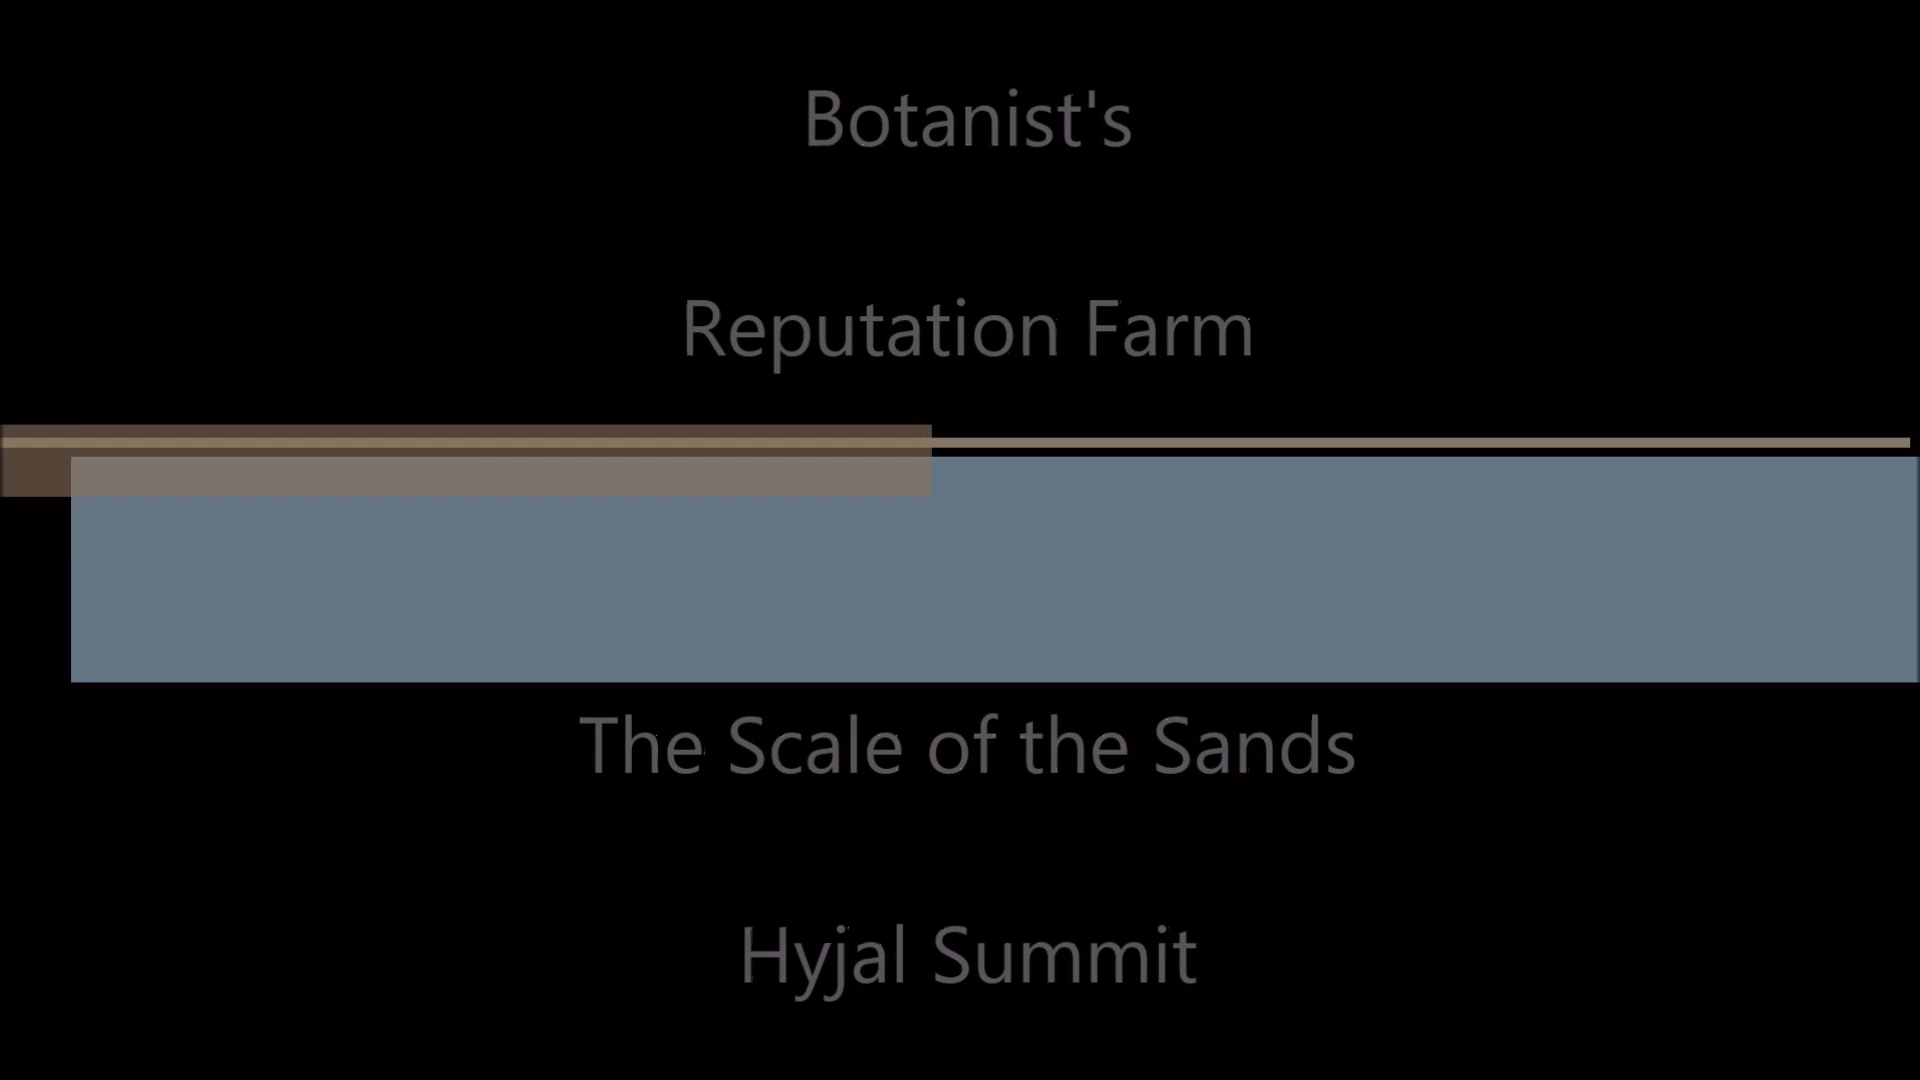 Botanist's
Reputation Farm
The Scale of the Sands
Hyjal Summit